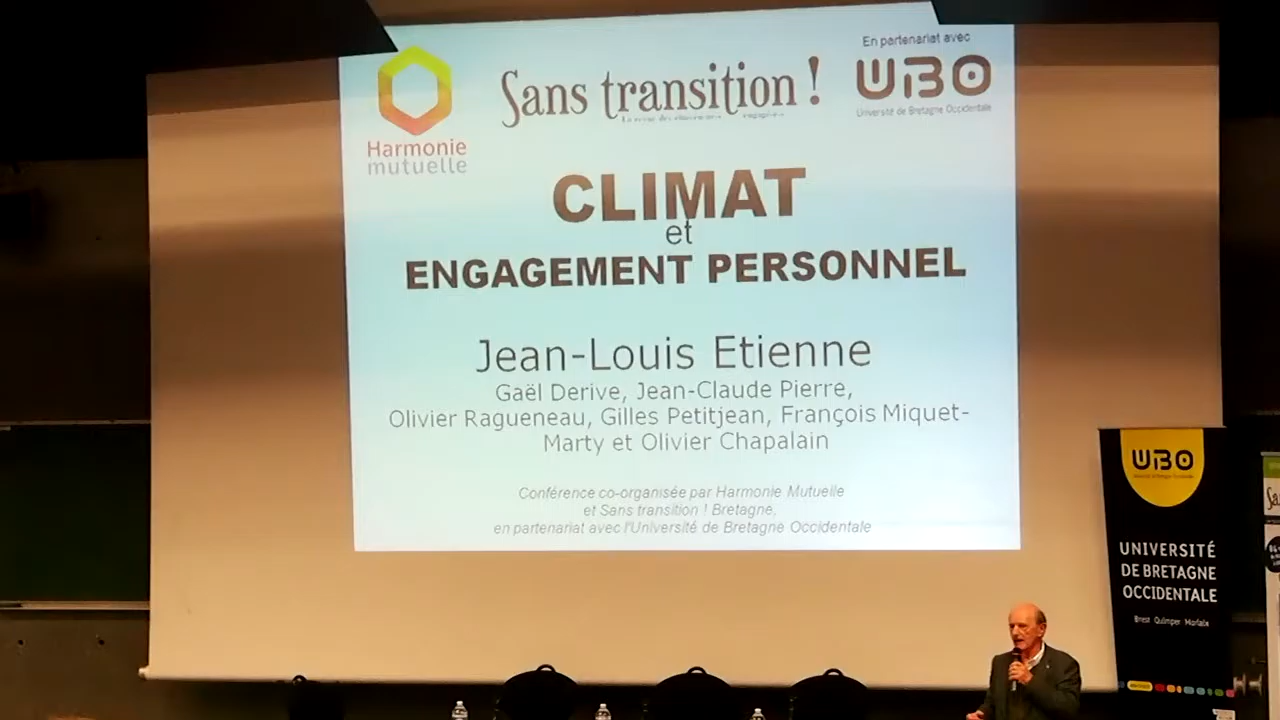 Harmonie
mutuelle
Sans transition !
En partenariat avec
UBO
Université de Bretagne Occidentale
CLIMAT
et
ENGAGEMENT PERSONNEL
Jean-Louis Etienne
Gaël Derive, Jean-Claude Pierre,
Olivier Ragueneau, Gilles Petitjean, François Miquet-
Marty et Olivier Chapalain
Conférence co-organisée par Harmonie Mutuelle
et Sans transition ! Bretagne,
en partenariat avec l'Université de Bretagne Occidentale
UBO
UNIVERSITÉ
DE BRETAGNE
OCCIDENTALE
Brest Quimper Morlaix